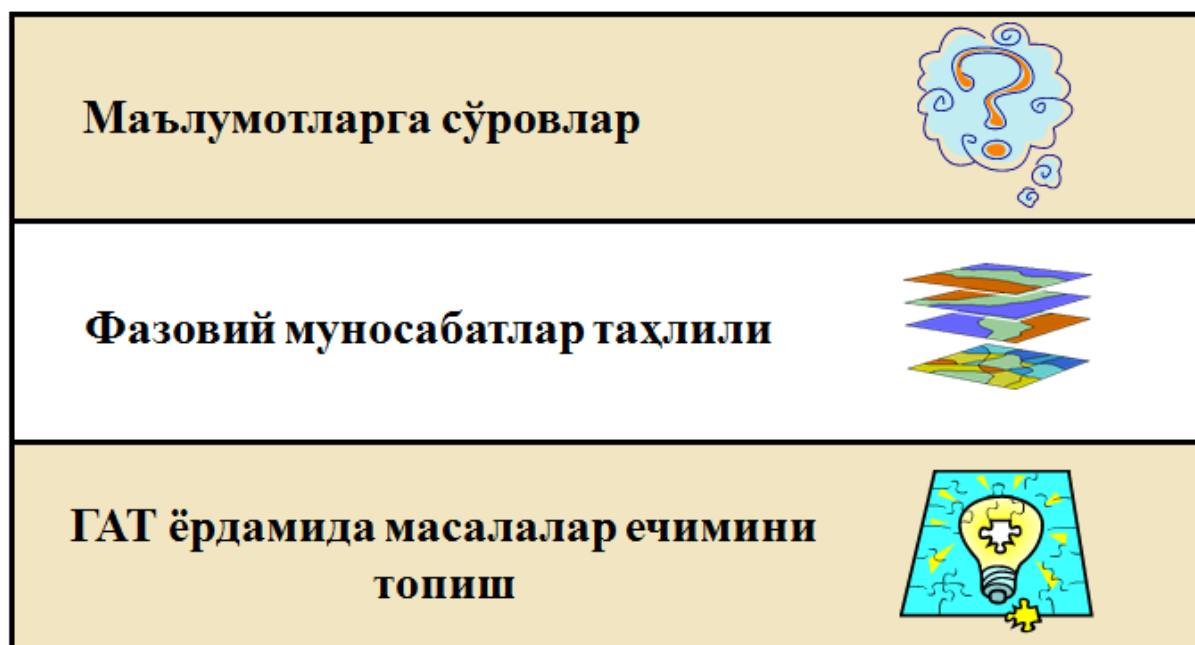 Маълумотларга сўровлар
Фазовий муносабатлар таҳлили
ГАТ ёрдамида масалалар ечимини
топиш